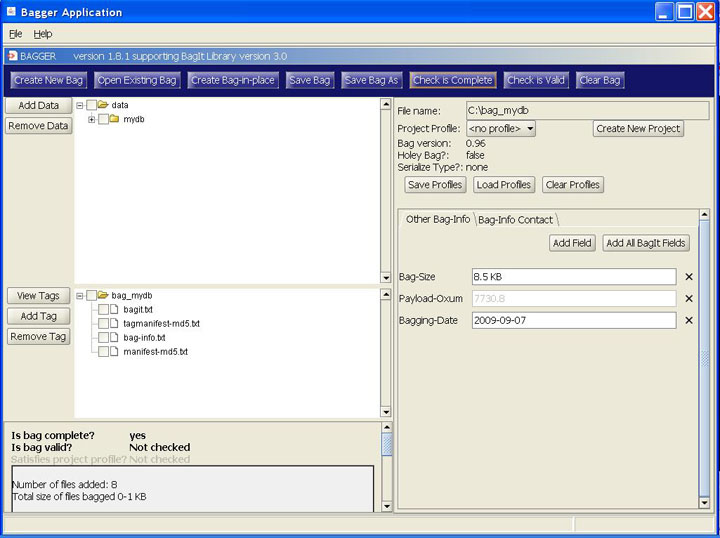 Bagger Application
File Help
BAGGER version 1.8.1 supporting BagIt Library version 3.0
Create New Bag Open Existing Bag Create Bag-in-place Save Bag Save Bag As Check is Complete Check is Valid Clear Bag
Add Data
Remove Data
data
mydb
View Tags
Add Tag
Remove Tag
bag_mydb
bagit.txt
tagmanifest-md5.txt
bag-info.txt
manifest-md5.txt
Is bag complete? yes
Is bag valid? Not checked
Satisfies project profile? Not checked
Number of files added: 8
Total size of files bagged 0-1 KB
File name: C:\bag_mydb
Project Profile: <no profile> Create New Project
Bag version: 0.96
Holey Bag?: false
Serialize Type?: none
Save Profiles Load Profiles Clear Profiles
Other Bag-Info Bag-Info Contact
Add Field Add All BagIt Fields
Bag-Size 8.5 KB
Payload-Oxum 7730.8
Bagging-Date 2009-09-07